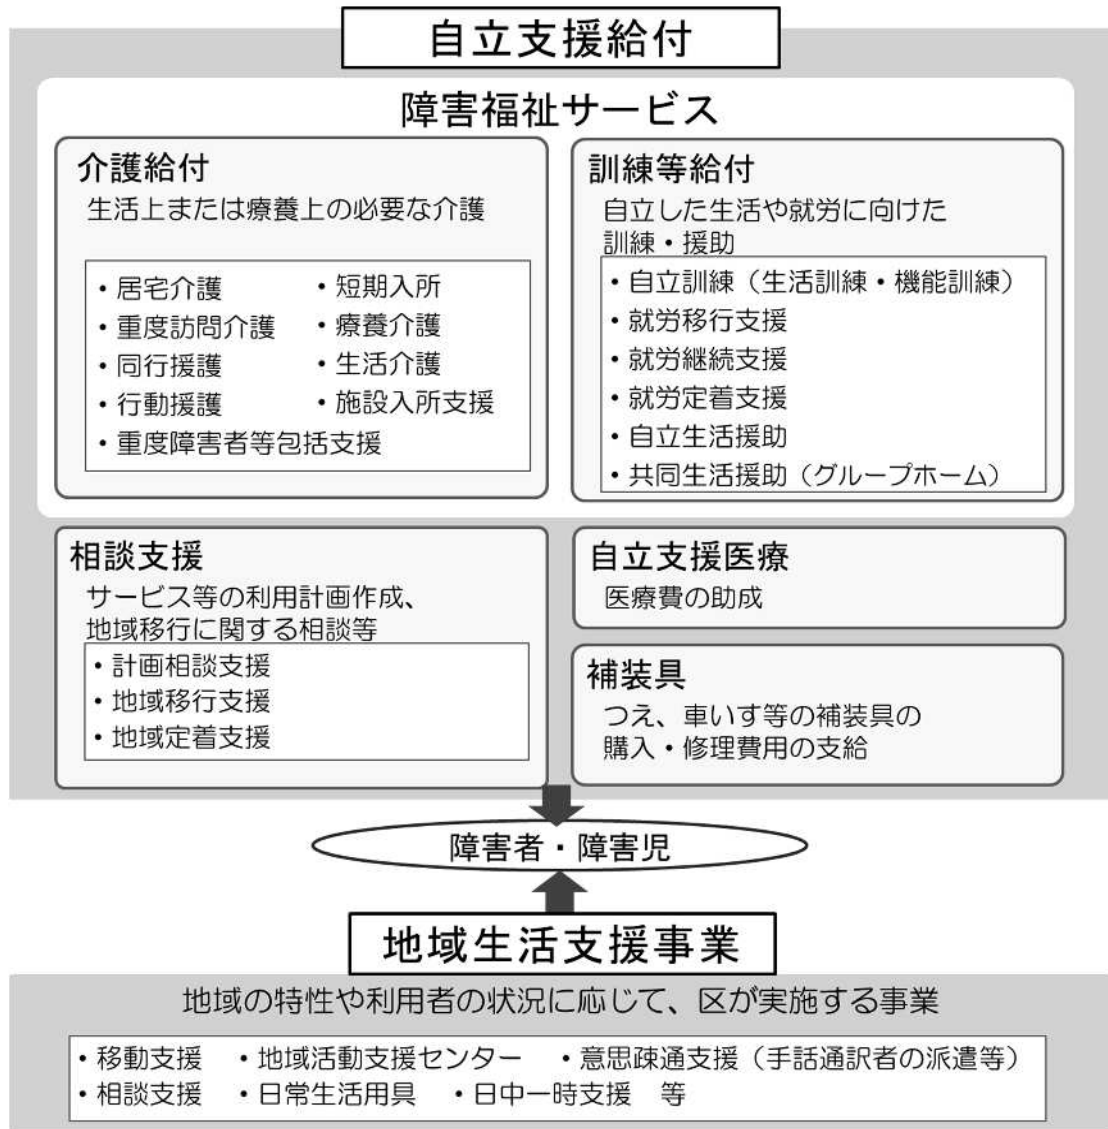 自立支援給付
障害福祉サービス
介護給付
生活上または療養上の必要な介護
・居宅介護
・重度訪問介護
・同行援護
・行動援護
・重度障害者等包括支援
・短期入所
・療養介護
・生活介護
・施設入所支援
訓練等給付
自立した生活や就労に向けた
訓練・援助
・自立訓練（生活訓練・機能訓練）
・就労移行支援
・就労継続支援
・就労定着支援
・自立生活援助
・共同生活援助（グループホーム）
相談支援
サービス等の利用計画作成、
地域移行に関する相談等
・計画相談支援
・地域移行支援
・地域定着支援
自立支援医療
医療費の助成
補装具
つえ、車いす等の補装具の
購入・修理費用の支給
障害者・障害児
地域生活支援事業
地域の特性や利用者の状況に応じて、区が実施する事業
・移動支援　・地域活動支援センター　・意思疎通支援（手話通訳者の派遣等）
・相談支援　・日常生活用具　・日中一時支援　等